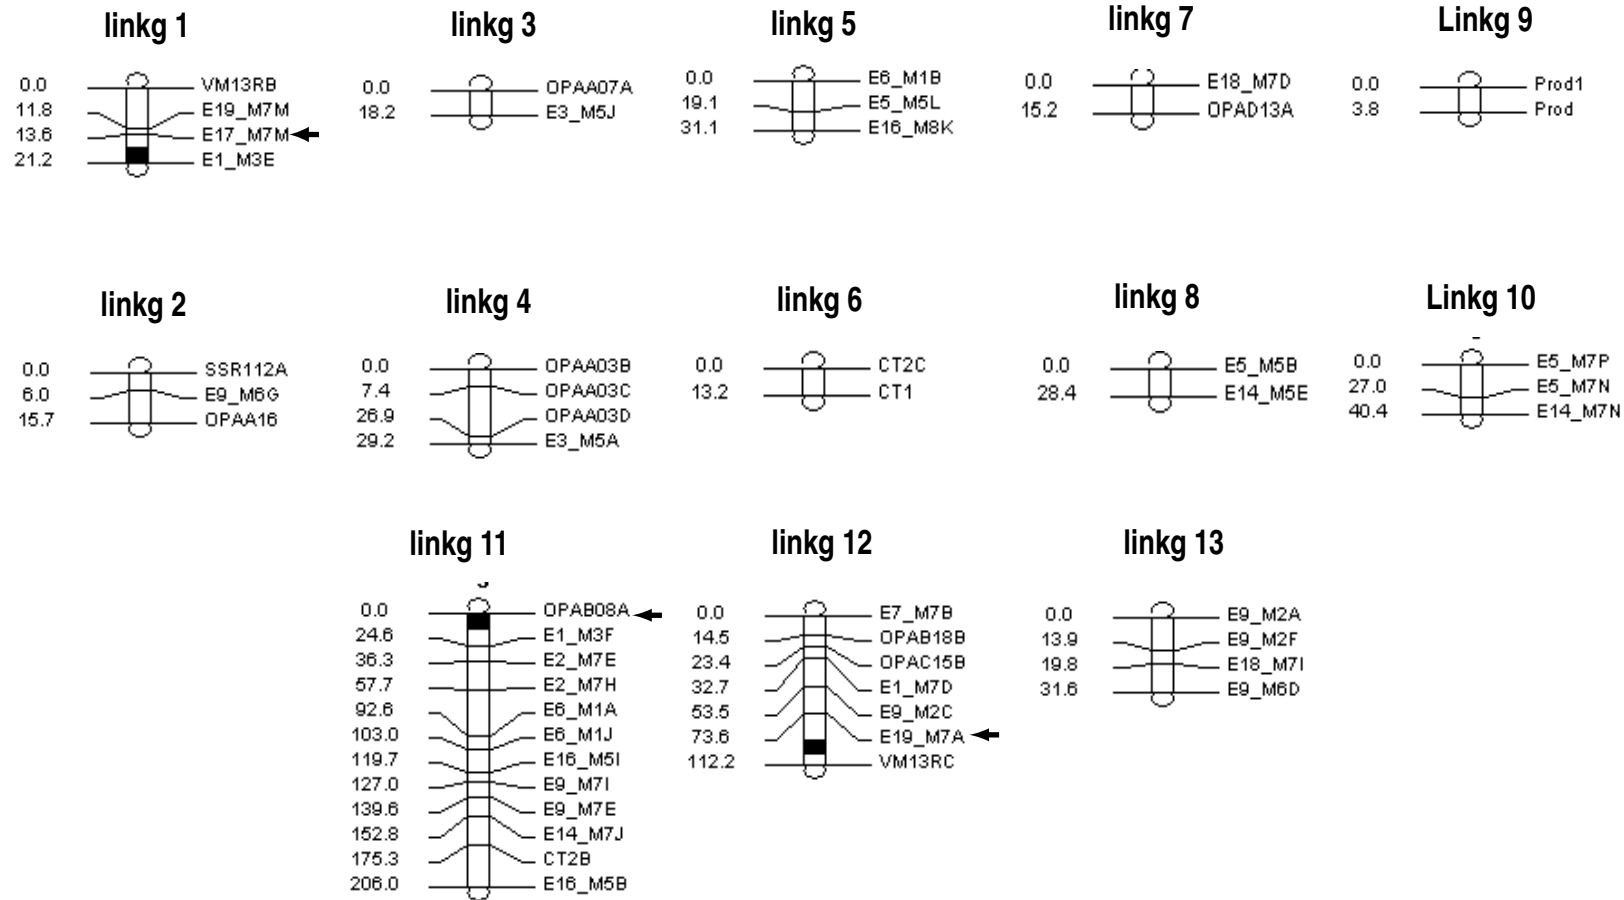 linkg 1
0.0 VM13RB
11.8 E19_M7M
13.6 E17_M7M
21.2 E1_M3E
linkg 3
0.0 OPAA07A
18.2 E3_M5J
linkg 5
0.0 E6_M1B
19.1 E5_M5L
31.1 E16_M8K
linkg 7
0.0 E18_M7D
15.2 OPAD13A
Linkg 9
0.0 Prod1
3.8 Prod
linkg 2
0.0 SSR112A
6.0 E9_M6G
15.7 OPAA16
linkg 4
0.0 OPAA03B
7.4 OPAA03C
26.9 OPAA03D
29.2 E3_M5A
linkg 6
0.0 CT2C
13.2 CT1
linkg 8
0.0 E5_M5B
28.4 E14_M5E
Linkg 10
0.0 E5_M7P
27.0 E5_M7N
40.4 E14_M7N
linkg 11
0.0 OPAB08A
24.6 E1_M3F
36.3 E2_M7E
57.7 E2_M7H
92.6 E6_M1A
103.0 E6_M1J
119.7 E16_M5I
127.0 E9_M7I
139.6 E9_M7E
152.8 E14_M7J
175.3 CT2B
206.0 E16_M5B
linkg 12
0.0 E7_M7B
14.5 OPAB18B
23.4 OPAC15B
32.7 E1_M7D
53.5 E9_M2C
73.6 E19_M7A
112.2 VM13RC
linkg 13
0.0 E9_M2A
13.9 E9_M2F
19.8 E18_M7I
31.6 E9_M6D